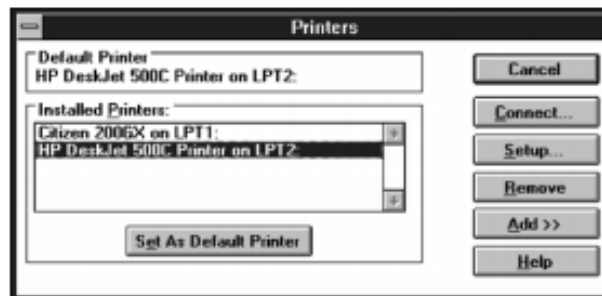 Printers
Default Printer
HP DeskJet 500C Printer on LPT2:
Installed Printers:
Citizen 200GX on LPT1:
HP DeskJet 500C Printer on LPT2:
Set As Default Printer
Cancel
Connect...
Setup...
Remove
Add >>
Help